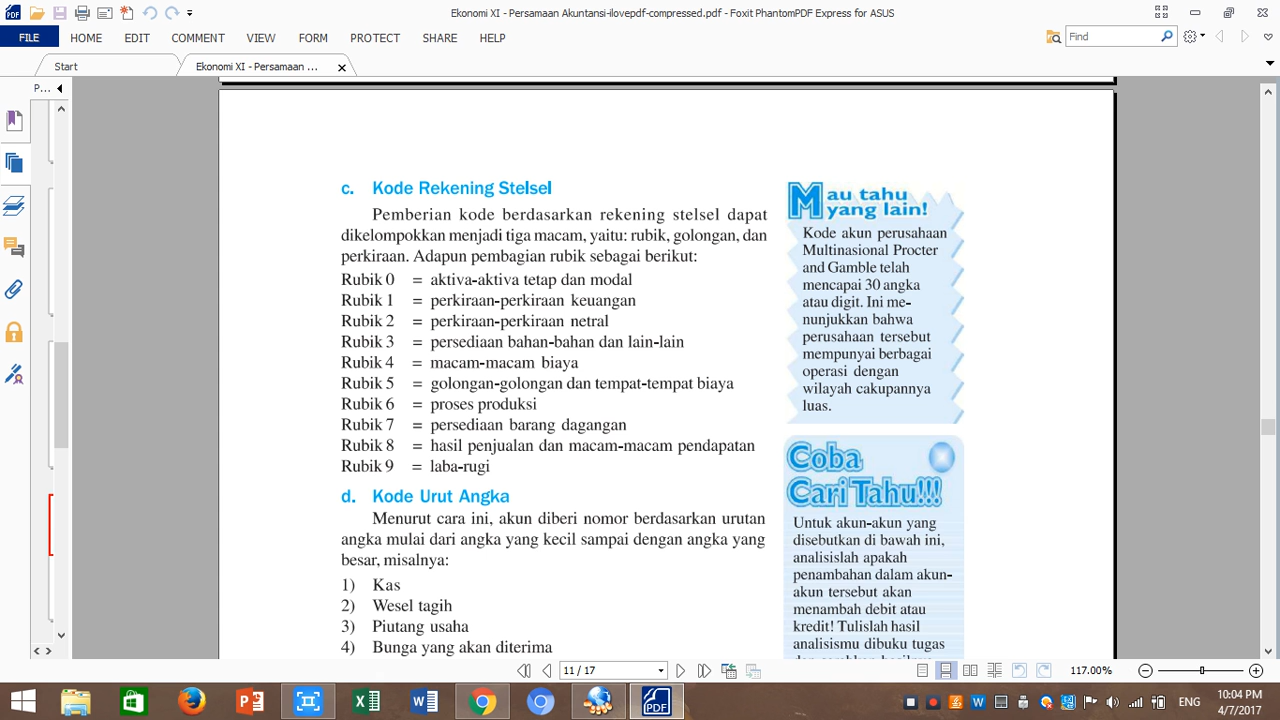 Ekonomi XI - Persamaan Akuntansi-ilovepdf-compressed.pdf - Foxit PhantomPDF Express for ASUS
FILE HOME EDIT COMMENT VIEW FORM PROTECT SHARE HELP
Find
Start
Ekonomi XI - Persamaan ...
P...
c. Kode Rekening Stelsel
Pemberian kode berdasarkan rekening stelsel dapat
dikelompokkan menjadi tiga macam, yaitu: rubik, golongan, dan
perkiraan. Adapun pembagian rubik sebagai berikut:
Rubik 0 = aktiva-aktiva tetap dan modal
Rubik 1 = perkiraan-perkiraan keuangan
Rubik 2 = perkiraan-perkiraan netral
Rubik 3 = persediaan bahan-bahan dan lain-lain
Rubik 4 = macam-macam biaya
Rubik 5 = golongan-golongan dan tempat-tempat biaya
Rubik 6 = proses produksi
Rubik 7 = persediaan barang dagangan
Rubik 8 = hasil penjualan dan macam-macam pendapatan
Rubik 9 = laba-rugi
d. Kode Urut Angka
Menurut cara ini, akun diberi nomor berdasarkan urutan
angka mulai dari angka yang kecil sampai dengan angka yang
besar, misalnya:
1) Kas
2) Wesel tagih
3) Piutang usaha
4) Bunga yang akan diterima
Mau tahu
yang lain!
Kode akun perusahaan
Multinasional Procter
and Gamble telah
mencapai 30 angka
atau digit. Ini me-
nunjukkan bahwa
perusahaan tersebut
mempunyai berbagai
operasi dengan
wilayah cakupannya
luas.
Coba
Cari Tahu!!!
Untuk akun-akun yang
disebutkan di bawah ini,
analisislah apakah
penambahan dalam akun-
akun tersebut akan
menambah debit atau
kredit! Tulislah hasil
analisismu dibuku tugas
11 / 17
117.00%
ENG
10:04 PM
4/7/2017